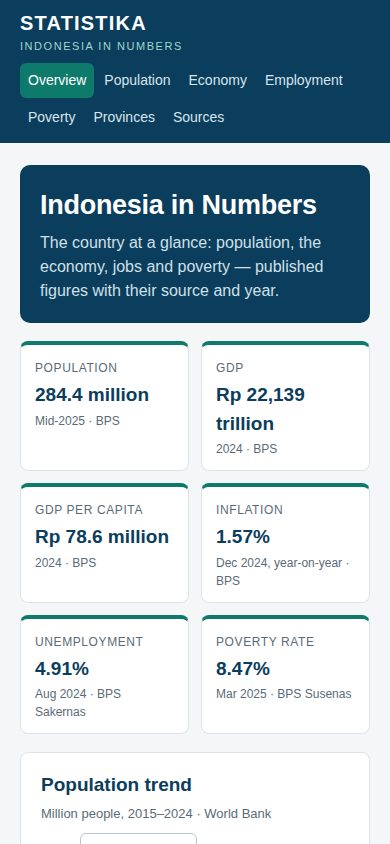 STATISTIKA
INDONESIA IN NUMBERS
Overview Population Economy Employment
Poverty Provinces Sources
Indonesia in Numbers
The country at a glance: population, the
economy, jobs and poverty — published
figures with their source and year.
POPULATION
284.4 million
Mid-2025 · BPS
GDP
Rp 22,139
trillion
2024 · BPS
GDP PER CAPITA
Rp 78.6 million
2024 · BPS
INFLATION
1.57%
Dec 2024, year-on-year ·
BPS
UNEMPLOYMENT
4.91%
Aug 2024 · BPS
Sakernas
POVERTY RATE
8.47%
Mar 2025 · BPS Susenas
Population trend
Million people, 2015–2024 · World Bank